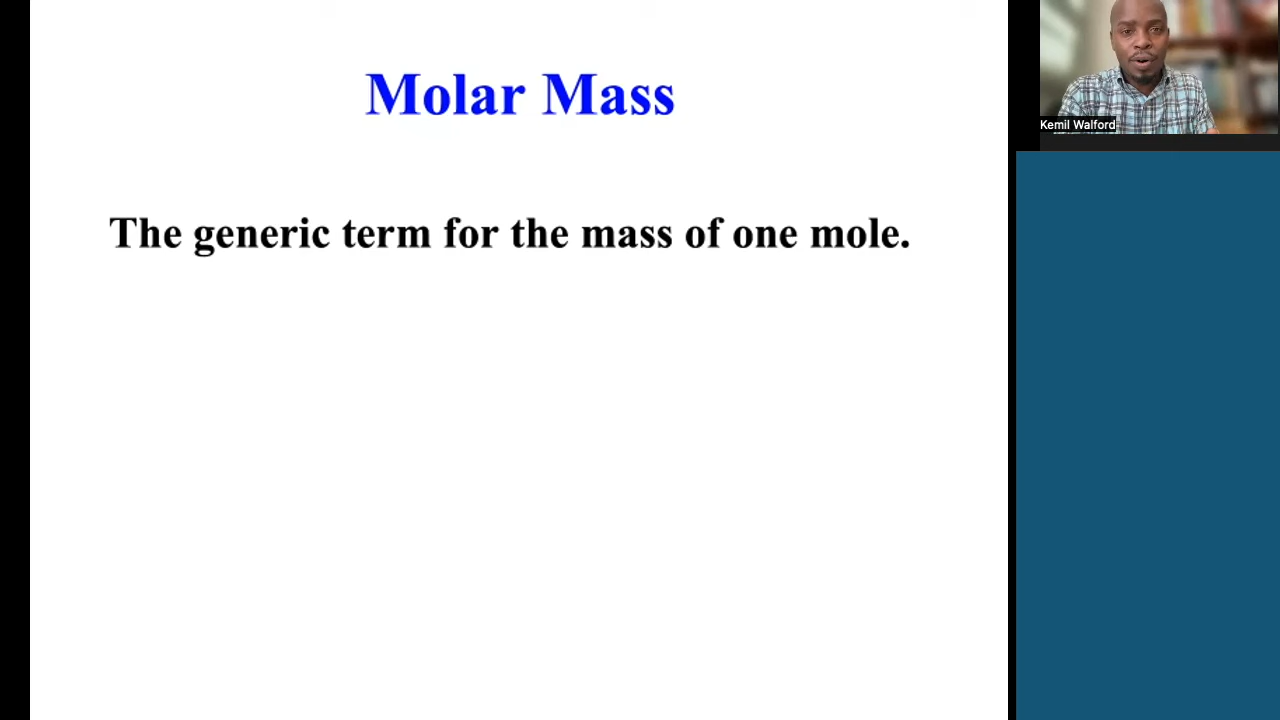 Molar Mass
The generic term for the mass of one mole.
Kemil Walford